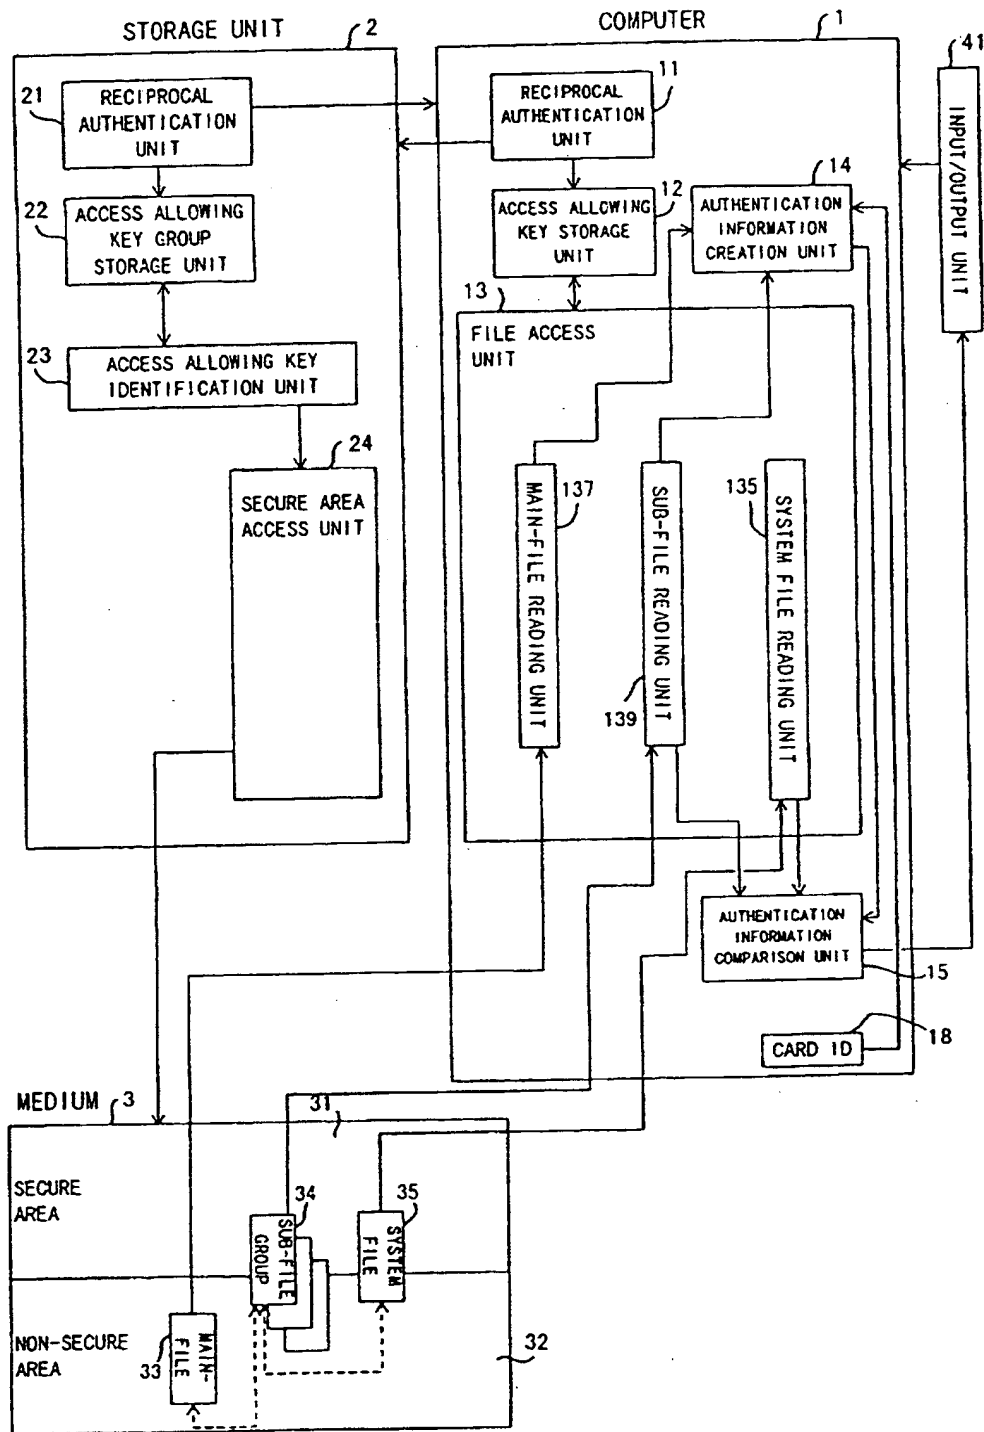 STORAGE UNIT
2
21
RECIPROCAL
AUTHENTICATION
UNIT
22
ACCESS ALLOWING
KEY GROUP
STORAGE UNIT
23
ACCESS ALLOWING KEY
IDENTIFICATION UNIT
24
SECURE AREA
ACCESS UNIT
COMPUTER
1
11
RECIPROCAL
AUTHENTICATION
UNIT
12
ACCESS ALLOWING
KEY STORAGE
UNIT
14
AUTHENTICATION
INFORMATION
CREATION UNIT
13
FILE ACCESS
UNIT
MAIN-FILE READING UNIT
137
SUB-FILE READING UNIT
139
135
SYSTEM FILE READING UNIT
AUTHENTICATION
INFORMATION
COMPARISON UNIT
15
18
CARD ID
41
INPUT/OUTPUT UNIT
MEDIUM
3
31
SECURE
AREA
34
SUB-FILE
GROUP
35
SYSTEM
FILE
NON-SECURE
AREA
33
MAIN-
FILE
32